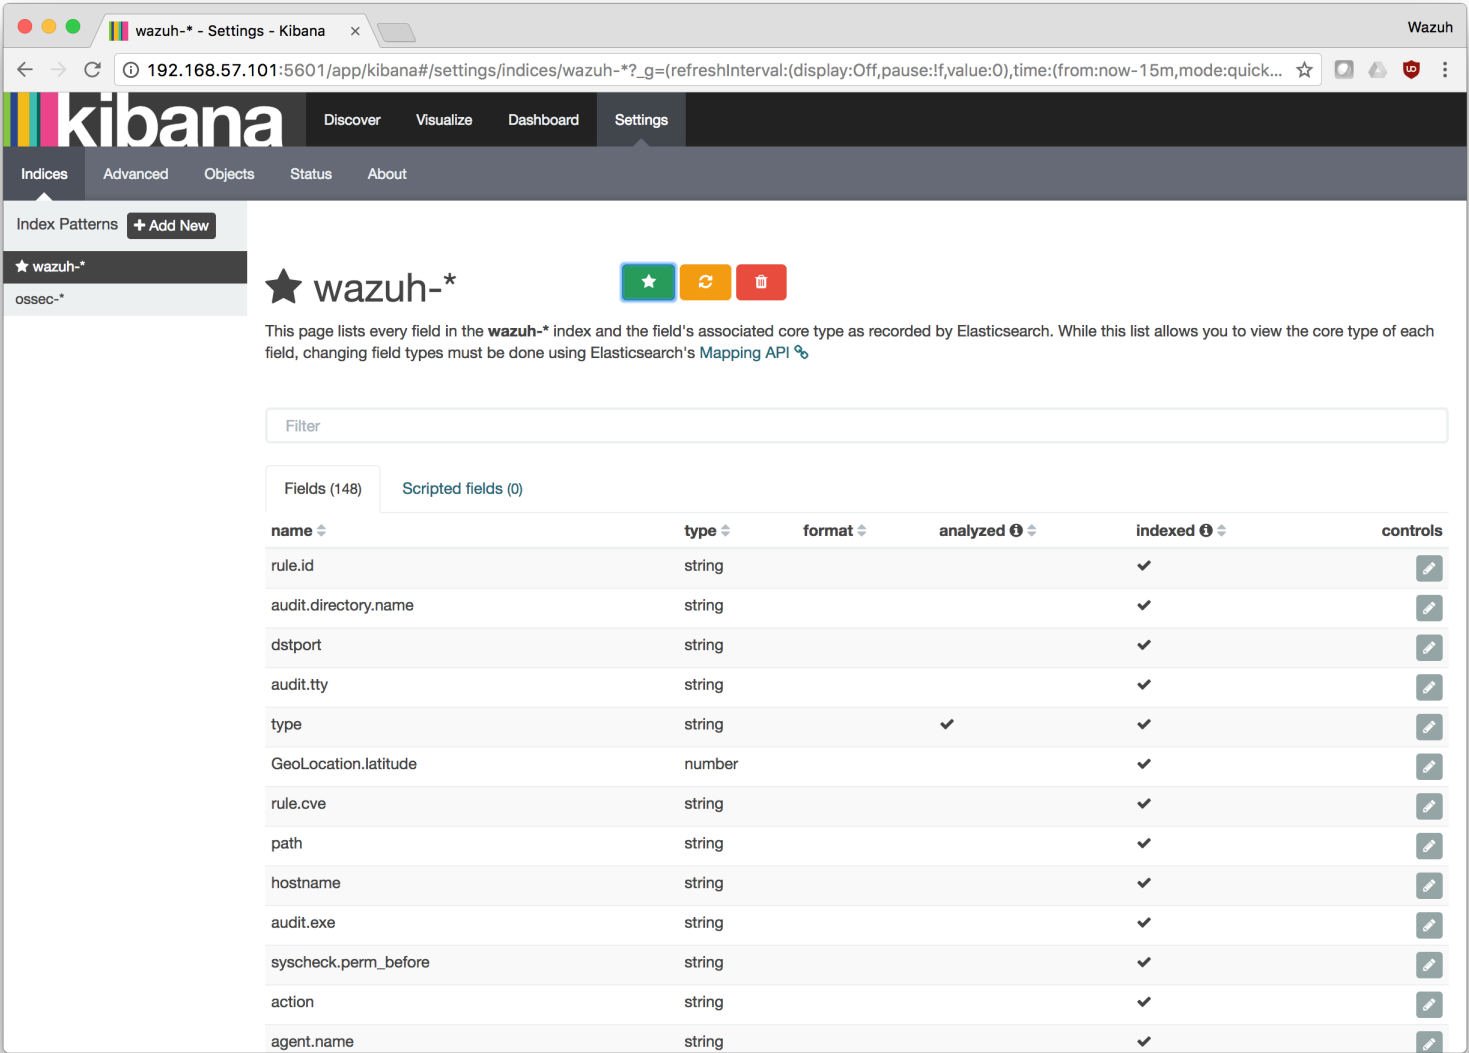 wazuh-* - Settings - Kibana
Wazuh
192.168.57.101:5601/app/kibana#/settings/indices/wazuh-*?_g=(refreshInterval:(display:Off,pause:!f,value:0),time:(from:now-15m,mode:quick...
kibana Discover Visualize Dashboard Settings
Indices Advanced Objects Status About
Index Patterns Add New
wazuh-*
ossec-*
wazuh-*
This page lists every field in the wazuh-* index and the field's associated core type as recorded by Elasticsearch. While this list allows you to view the core type of each
field, changing field types must be done using Elasticsearch's Mapping API
Filter
Fields (148) Scripted fields (0)
name type format analyzed indexed controls
rule.id string
audit.directory.name string
dstport string
audit.tty string
type string
GeoLocation.latitude number
rule.cve string
path string
hostname string
audit.exe string
syscheck.perm_before string
action string
agent.name string